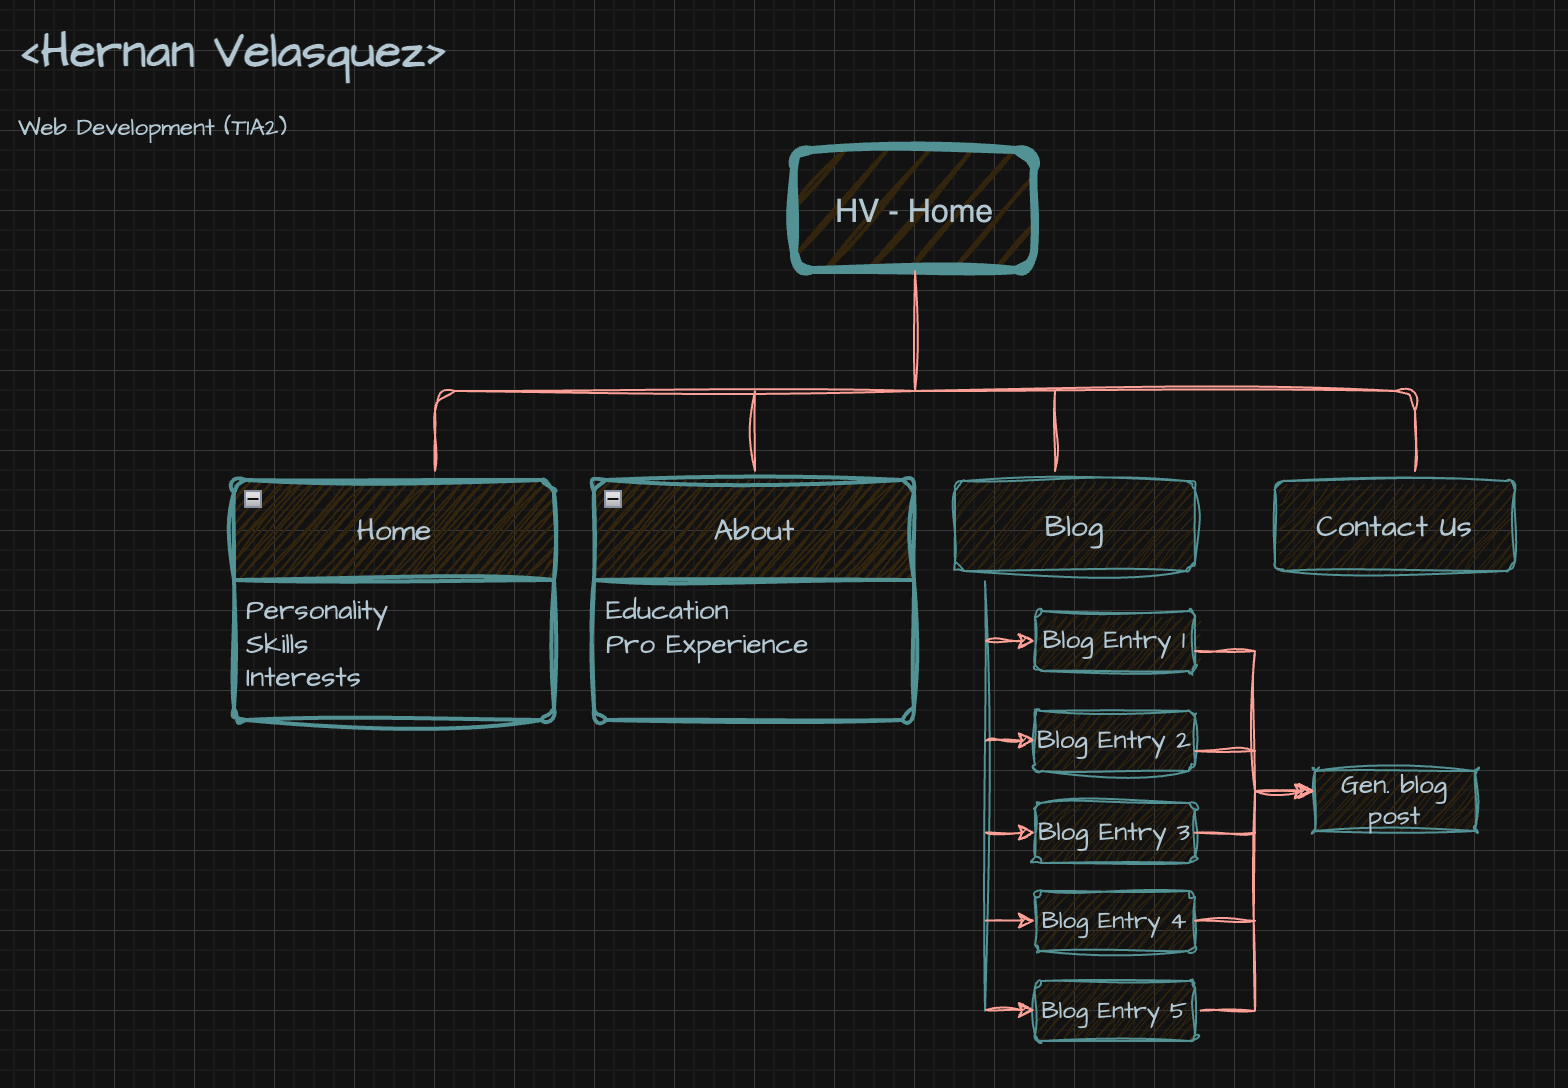 <Hernan Velasquez>
Web Development (T1A2)
HV - Home
Home
Personality
Skills
Interests
About
Education
Pro Experience
Blog
Blog Entry 1
Blog Entry 2
Blog Entry 3
Blog Entry 4
Blog Entry 5
Gen. blog
post
Contact Us